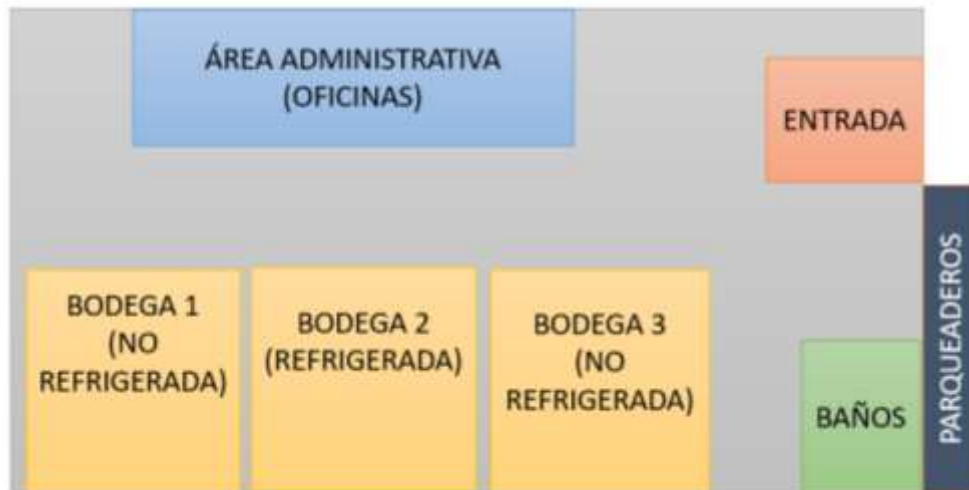 ÁREA ADMINISTRATIVA
(OFICINAS)
ENTRADA
PARQUEADEROS
BODEGA 1
(NO
REFRIGERADA)
BODEGA 2
(REFRIGERADA)
BODEGA 3
(NO
REFRIGERADA)
BAÑOS